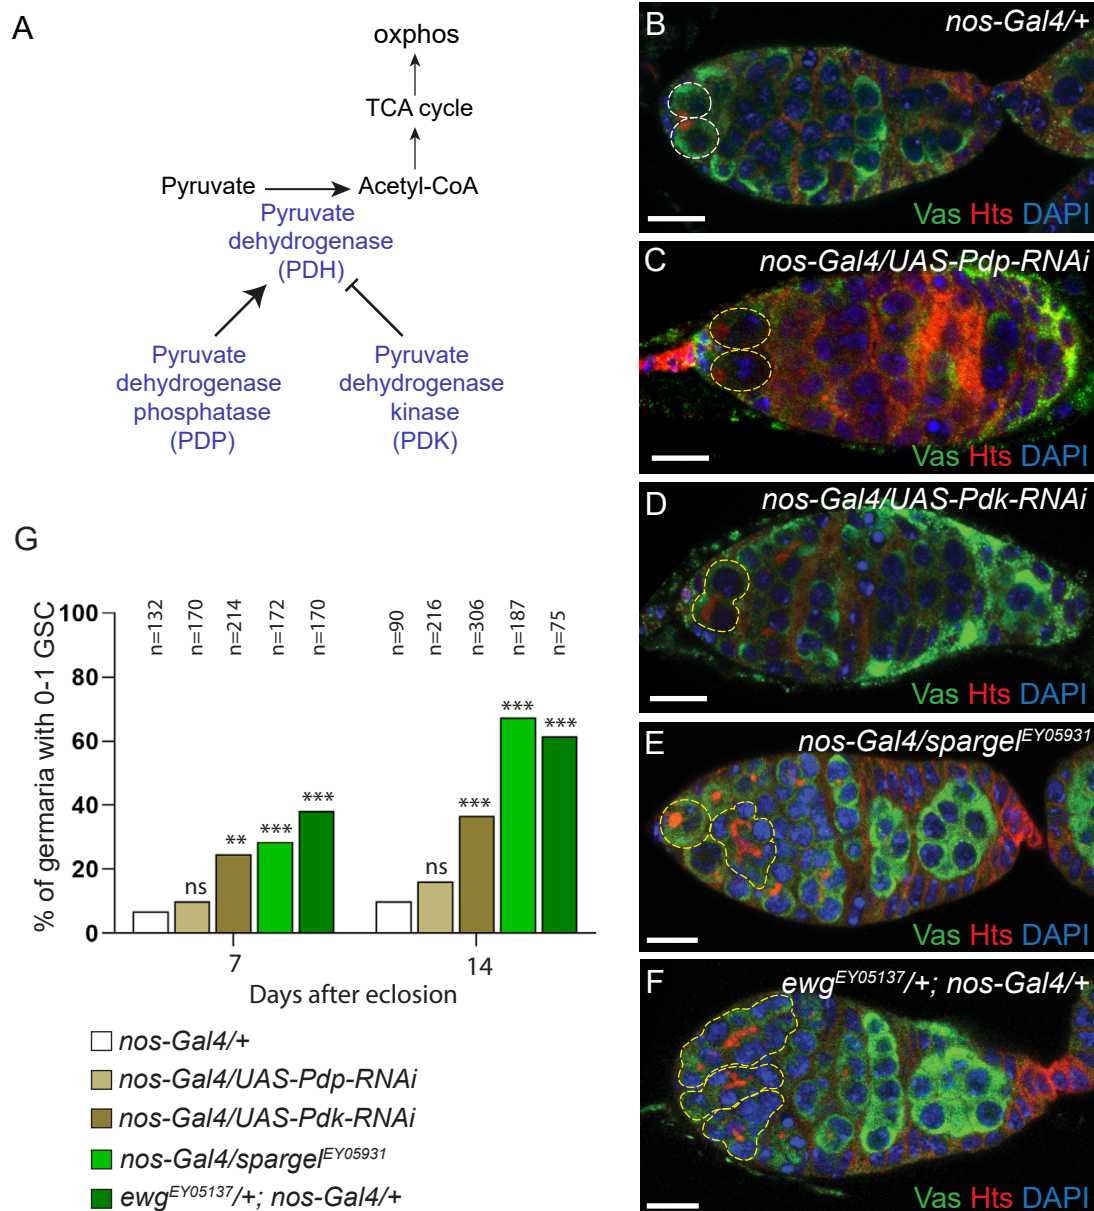 A
oxphos
TCA cycle
Pyruvate
Acetyl-CoA
Pyruvate
dehydrogenase
(PDH)
Pyruvate
dehydrogenase
phosphatase
(PDP)
Pyruvate
dehydrogenase
kinase
(PDK)
B
nos-Gal4/+
Vas Hts DAPI
C
nos-Gal4/UAS-Pdp-RNAi
Vas Hts DAPI
D
nos-Gal4/UAS-Pdk-RNAi
Vas Hts DAPI
E
nos-Gal4/spargelEY05931
Vas Hts DAPI
F
ewgEY05137/+; nos-Gal4/+
Vas Hts DAPI
G
% of germaria with 0-1 GSC
100
80
60
40
20
0
n=132
n=170
n=214
n=172
n=170
n=90
n=216
n=306
n=187
n=75
ns
**
***
***
ns
***
***
***
7
14
Days after eclosion
nos-Gal4/+
nos-Gal4/UAS-Pdp-RNAi
nos-Gal4/UAS-Pdk-RNAi
nos-Gal4/spargelEY05931
ewgEY05137/+; nos-Gal4/+